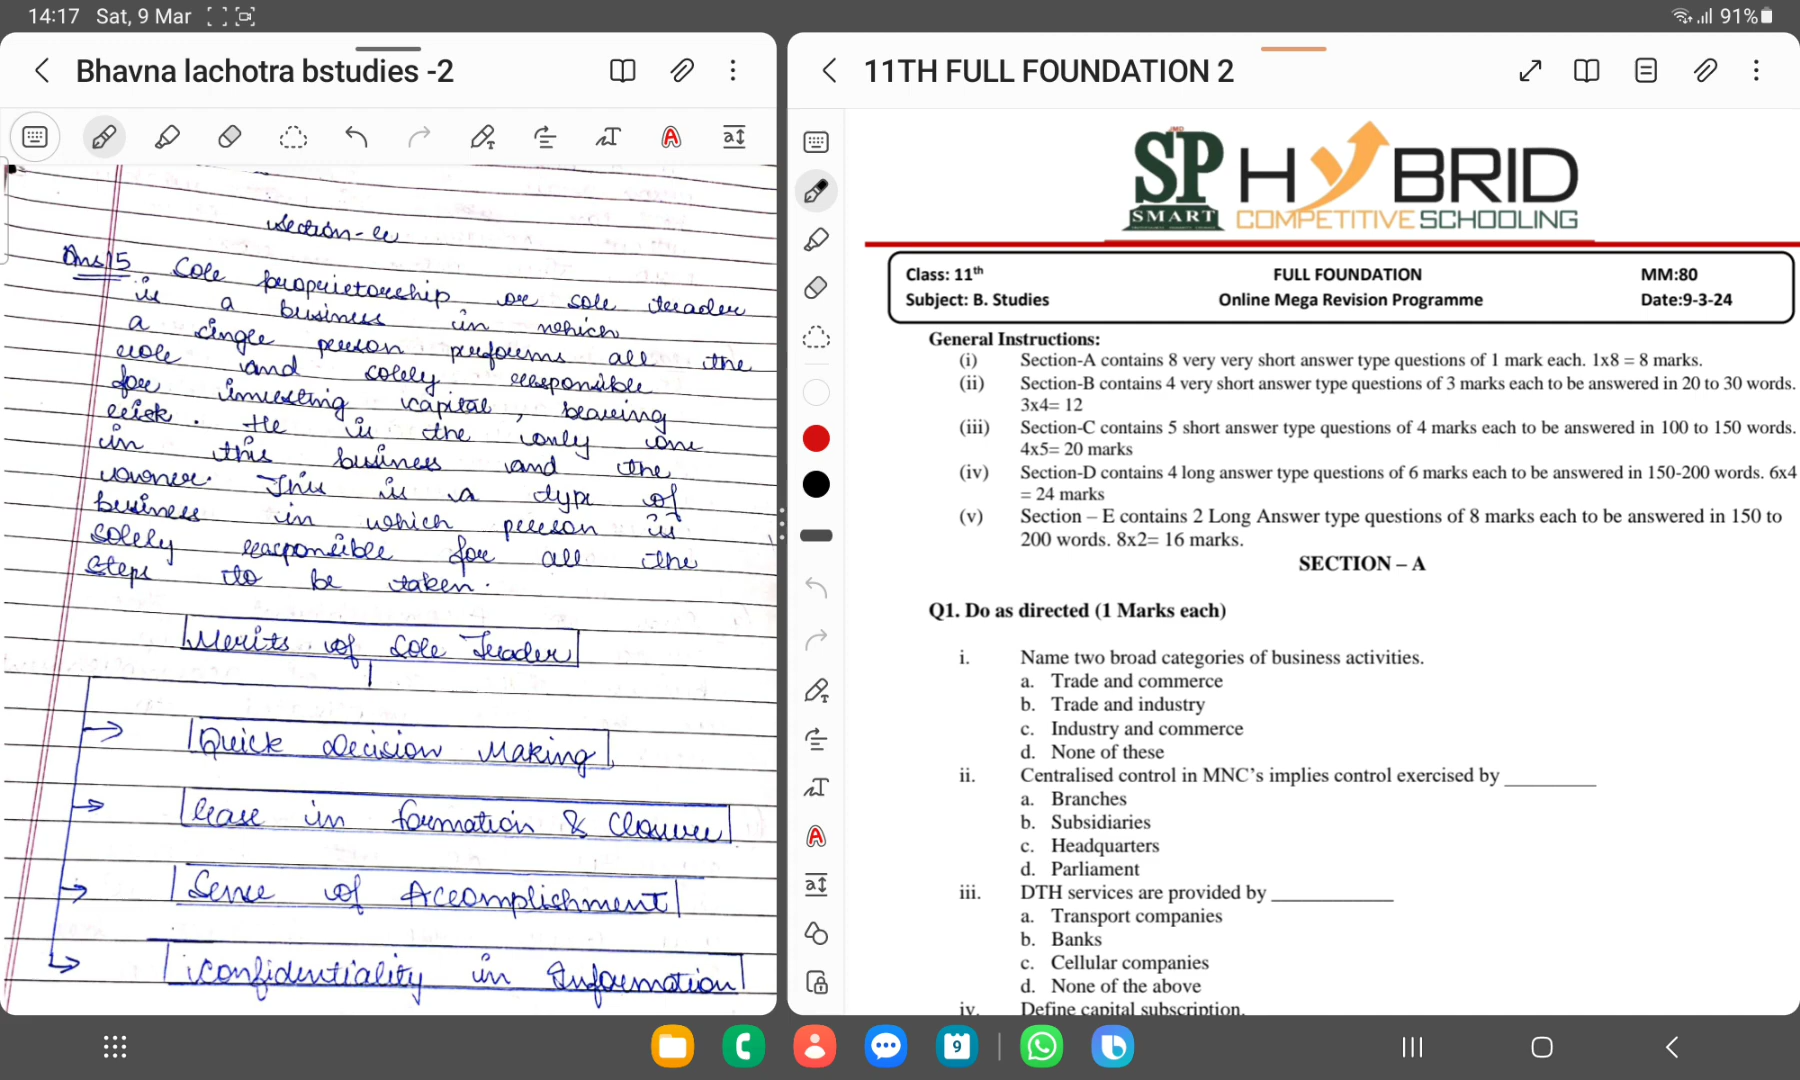 14:17 Sat, 9 Mar
91%
Bhavna lachotra bstudies -2
Section - e
Ans 15 Sole proprietorship or sole trader
is a business in which
a single person performs all the
role and solely responsible
for investing capital, bearing
risk. He is the only one
in this business and the
owner. This is a type of
business in which person is
solely responsible for all the
steps to be taken.
Merits of Sole Trader
→ Quick Decision Making
→ ease in formation & Closure
→ Sense of Accomplishment
→ confidentiality in Information
11TH FULL FOUNDATION 2
SP HYBRID
SMART COMPETITIVE SCHOOLING
Class: 11th FULL FOUNDATION MM:80
Subject: B. Studies Online Mega Revision Programme Date:9-3-24
General Instructions:
(i) Section-A contains 8 very very short answer type questions of 1 mark each. 1x8 = 8 marks.
(ii) Section-B contains 4 very short answer type questions of 3 marks each to be answered in 20 to 30 words.
3x4= 12
(iii) Section-C contains 5 short answer type questions of 4 marks each to be answered in 100 to 150 words.
4x5= 20 marks
(iv) Section-D contains 4 long answer type questions of 6 marks each to be answered in 150-200 words. 6x4
= 24 marks
(v) Section – E contains 2 Long Answer type questions of 8 marks each to be answered in 150 to
200 words. 8x2= 16 marks.
SECTION – A
Q1. Do as directed (1 Marks each)
i. Name two broad categories of business activities.
a. Trade and commerce
b. Trade and industry
c. Industry and commerce
d. None of these
ii. Centralised control in MNC’s implies control exercised by __________
a. Branches
b. Subsidiaries
c. Headquarters
d. Parliament
iii. DTH services are provided by _____________
a. Transport companies
b. Banks
c. Cellular companies
d. None of the above
iv. Define capital subscription.
9